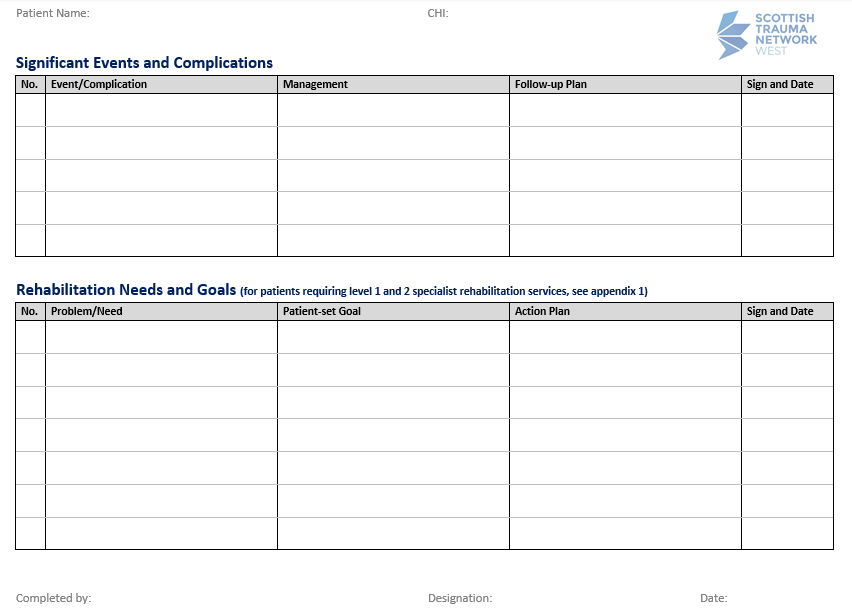 Patient Name: CHI:
SCOTTISH
TRAUMA
NETWORK
WEST
Significant Events and Complications
No. Event/Complication Management Follow-up Plan Sign and Date
Rehabilitation Needs and Goals (for patients requiring level 1 and 2 specialist rehabilitation services, see appendix 1)
No. Problem/Need Patient-set Goal Action Plan Sign and Date
Completed by: Designation: Date: